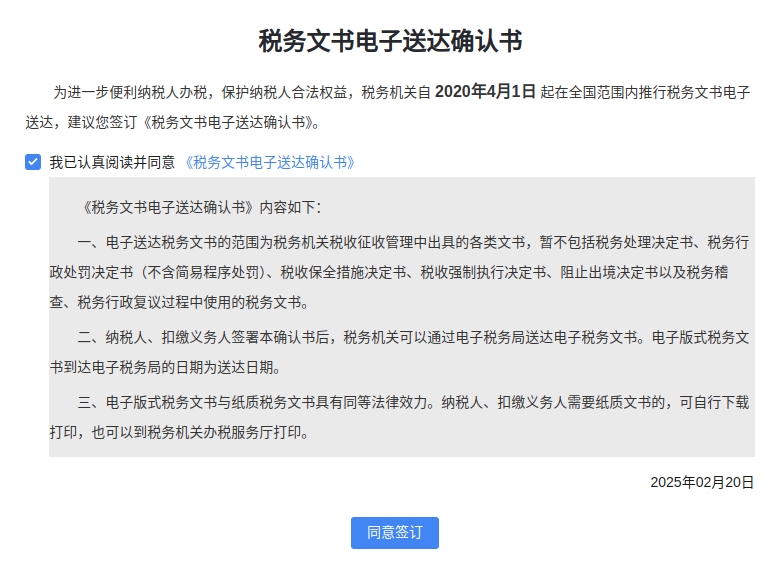 税务文书电子送达确认书
为进一步便利纳税人办税，保护纳税人合法权益，税务机关自 2020年4月1日 起在全国范围内推行税务文书电子
送达，建议您签订《税务文书电子送达确认书》。
我已认真阅读并同意 《税务文书电子送达确认书》
《税务文书电子送达确认书》内容如下：
一、电子送达税务文书的范围为税务机关税收征收管理中出具的各类文书，暂不包括税务处理决定书、税务行
政处罚决定书（不含简易程序处罚）、税收保全措施决定书、税收强制执行决定书、阻止出境决定书以及税务稽
查、税务行政复议过程中使用的税务文书。
二、纳税人、扣缴义务人签署本确认书后，税务机关可以通过电子税务局送达电子税务文书。电子版式税务文
书到达电子税务局的日期为送达日期。
三、电子版式税务文书与纸质税务文书具有同等法律效力。纳税人、扣缴义务人需要纸质文书的，可自行下载
打印，也可以到税务机关办税服务厅打印。
2025年02月20日
同意签订